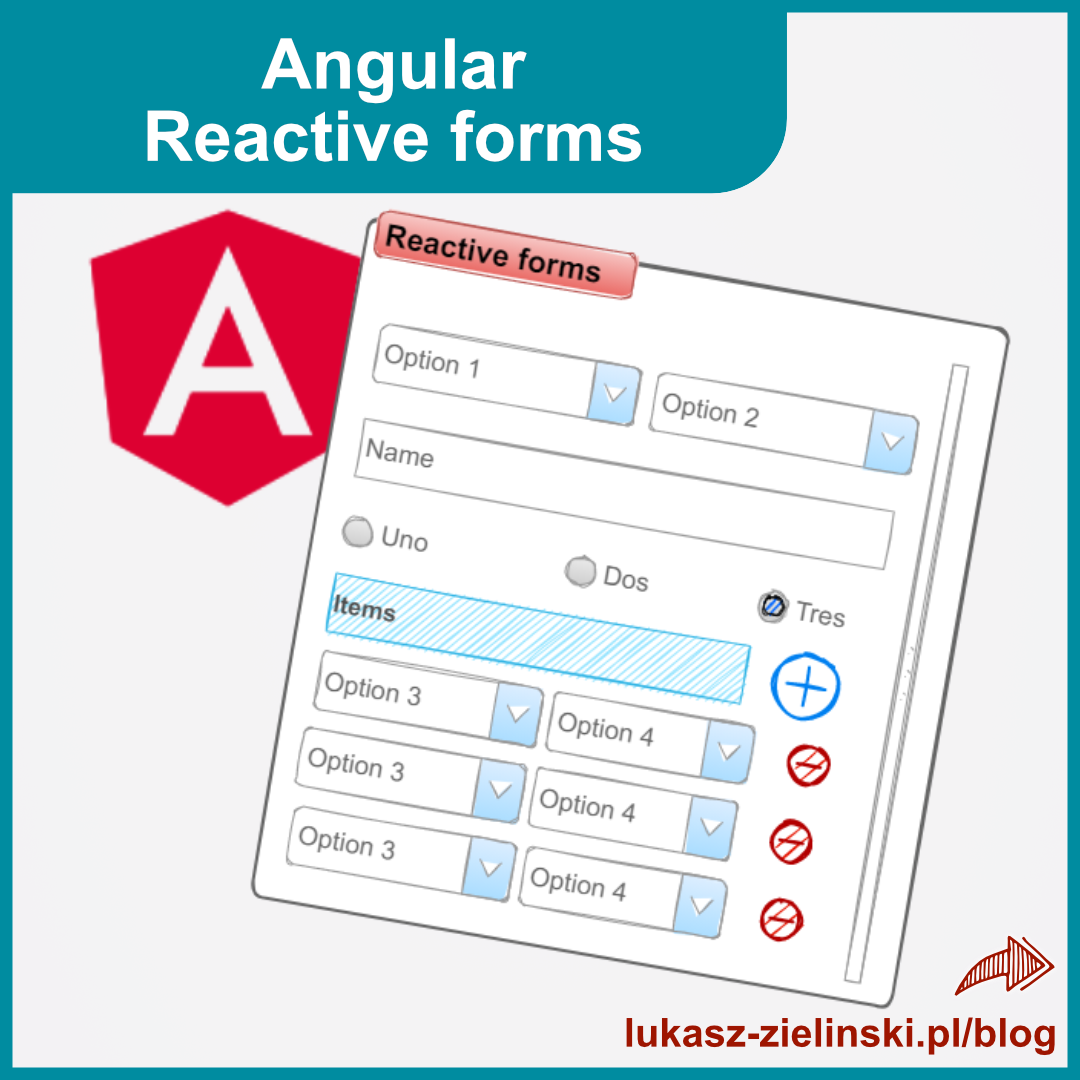 Angular
Reactive forms
Reactive forms
Option 1
Option 2
Name
Uno
Dos
Tres
Items
Option 3
Option 4
Option 3
Option 4
Option 3
Option 4
lukasz-zielinski.pl/blog